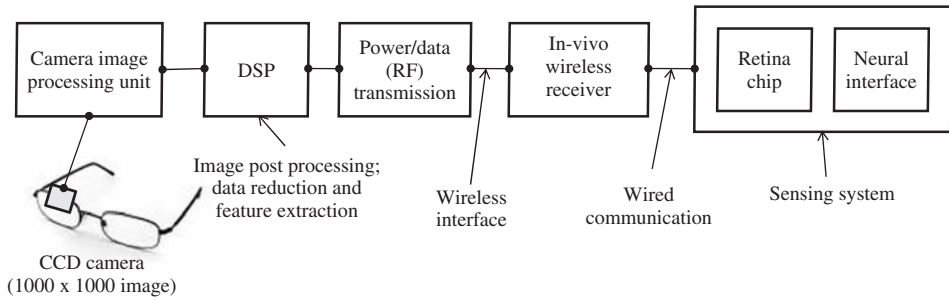 Camera image
processing unit
DSP
Power/data
(RF)
transmission
In-vivo
wireless
receiver
Retina
chip
Neural
interface
Image post processing;
data reduction and
feature extraction
Wireless
interface
Wired
communication
Sensing system
CCD camera
(1000 x 1000 image)